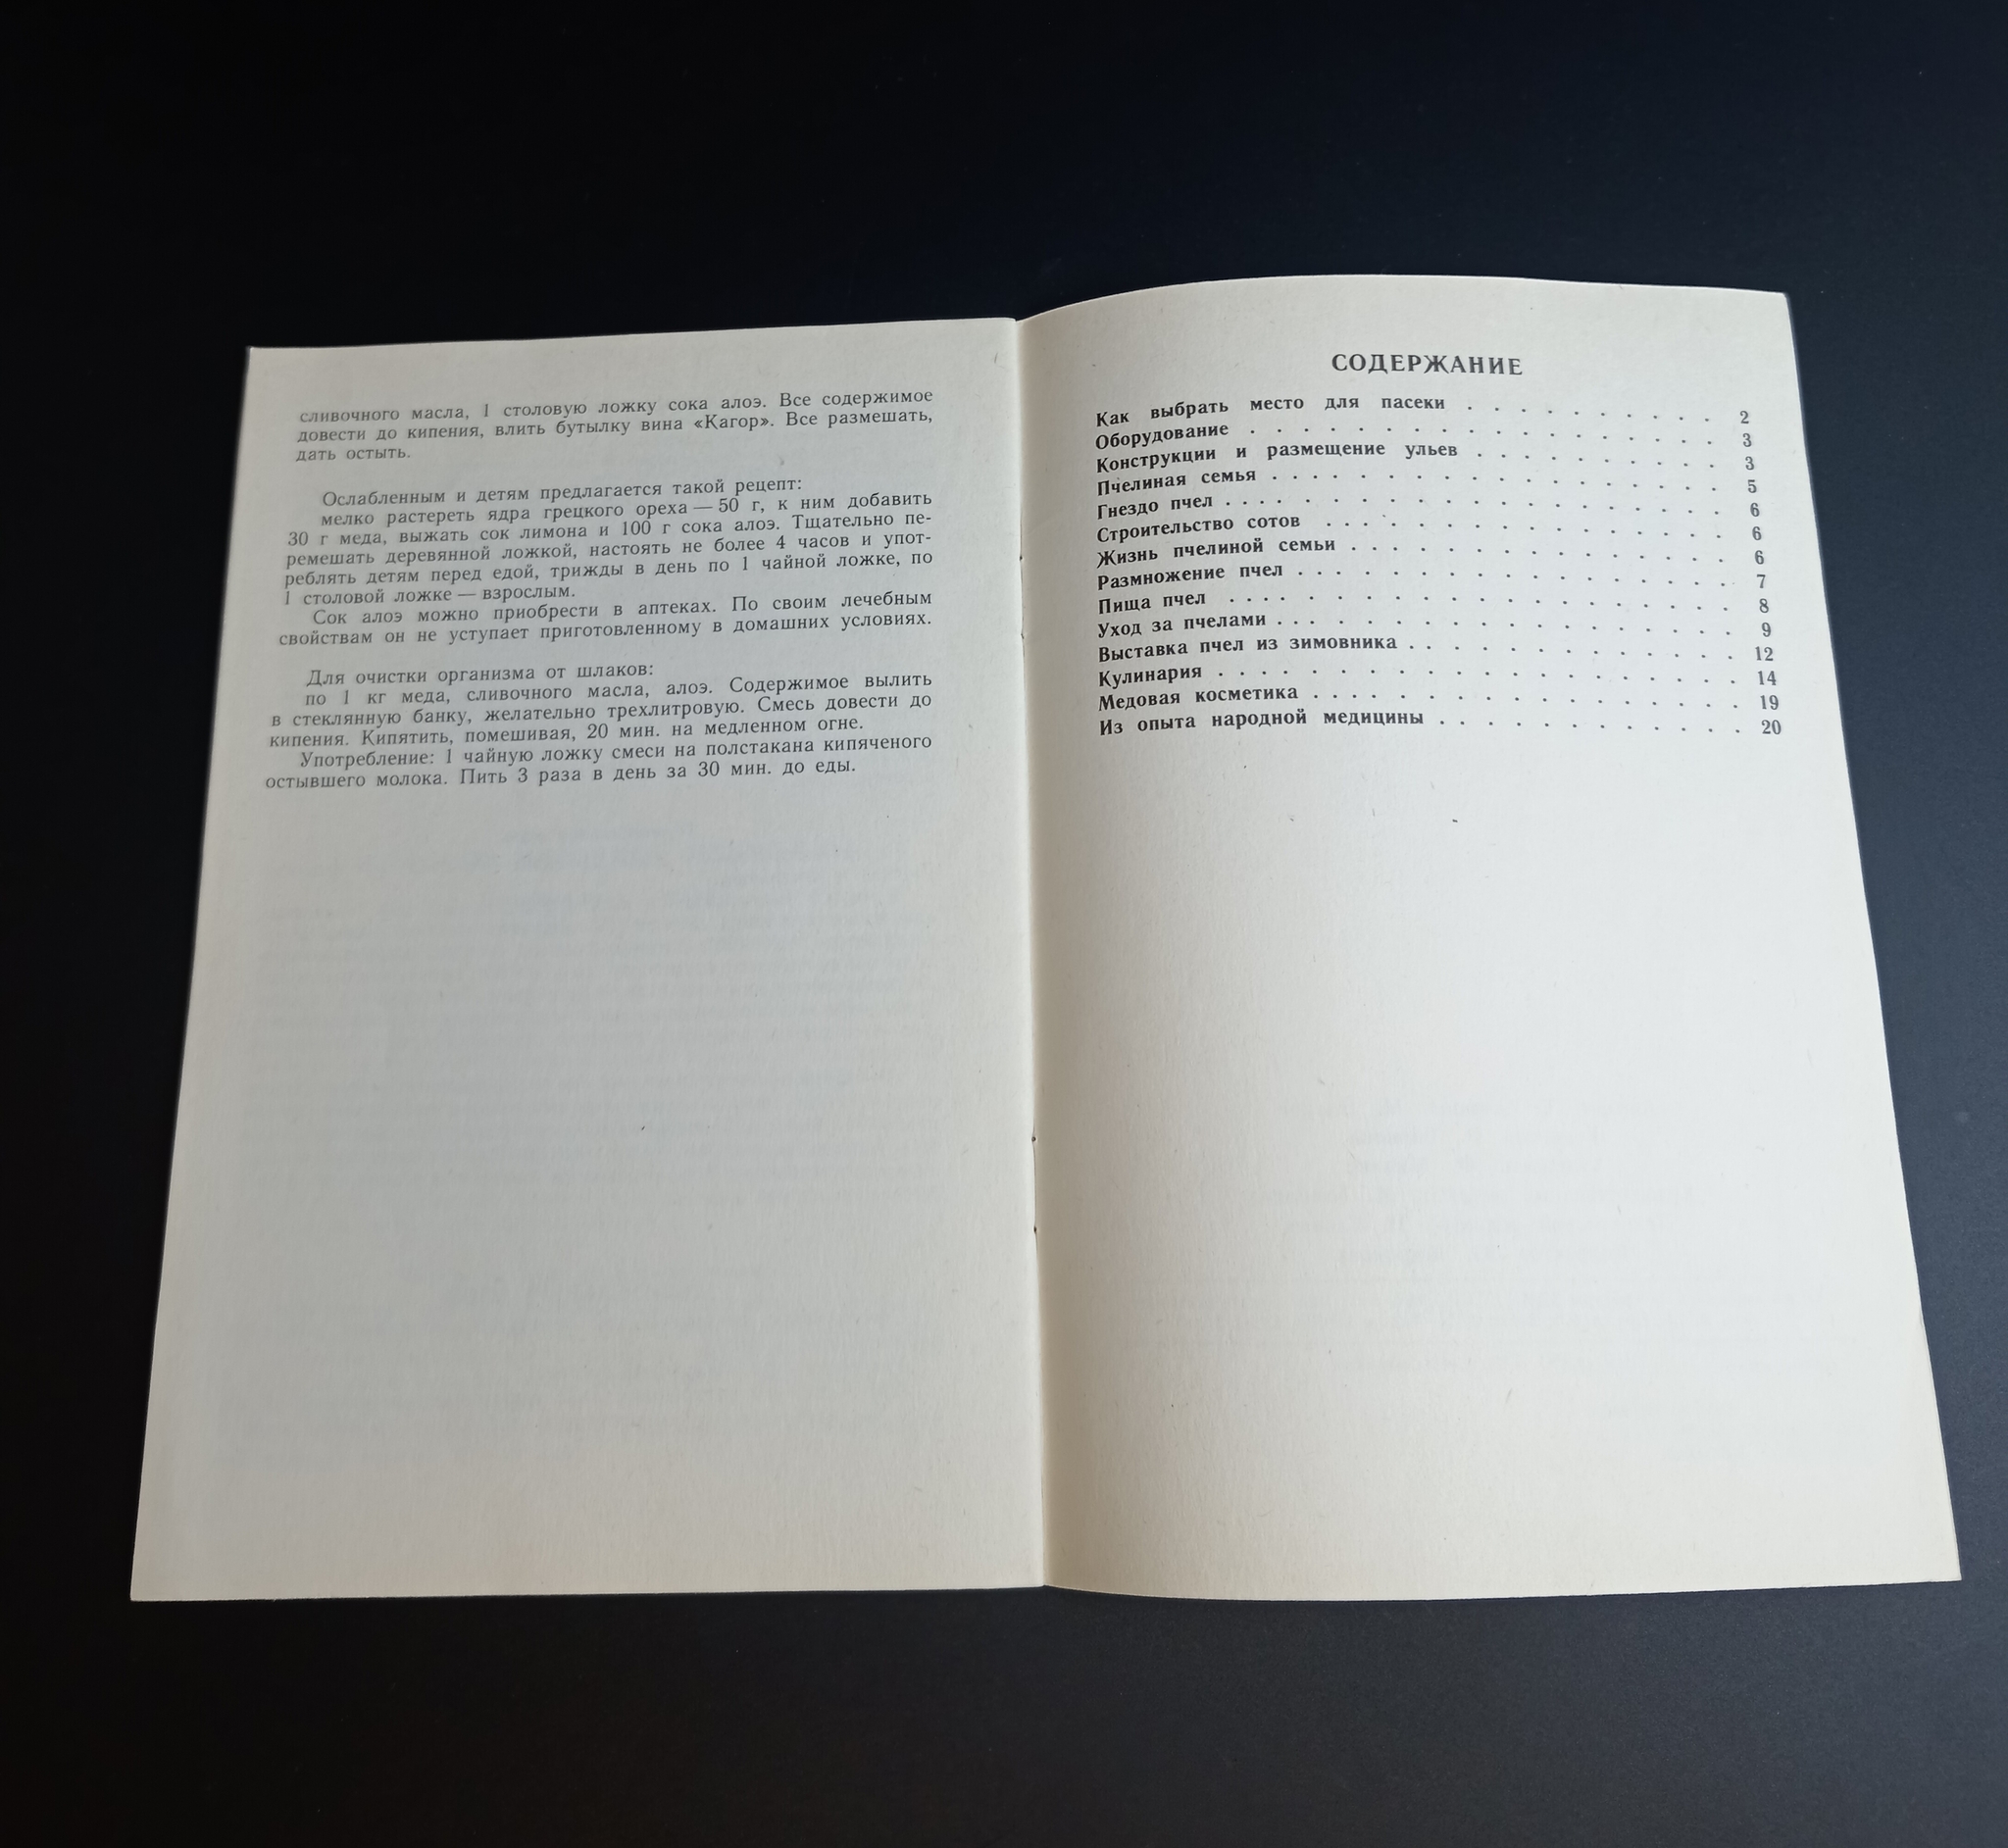 сливочного масла, 1 столовую ложку сока алоэ. Все содержимое
довести до кипения, влить бутылку вина «Кагор». Все размешать,
дать остыть.
Ослабленным и детям предлагается такой рецепт:
мелко растереть ядра грецкого ореха — 50 г, к ним добавить
30 г меда, выжать сок лимона и 100 г сока алоэ. Тщательно пе-
ремешать деревянной ложкой, настоять не более 4 часов и упот-
реблять детям перед едой, трижды в день по 1 чайной ложке, по
1 столовой ложке — взрослым.
Сок алоэ можно приобрести в аптеках. По своим лечебным
свойствам он не уступает приготовленному в домашних условиях.
Для очистки организма от шлаков:
по 1 кг меда, сливочного масла, алоэ. Содержимое вылить
в стеклянную банку, желательно трехлитровую. Смесь довести до
кипения. Кипятить, помешивая, 20 мин. на медленном огне.
Употребление: 1 чайную ложку смеси на полстакана кипяченого
остывшего молока. Пить 3 раза в день за 30 мин. до еды.
СОДЕРЖАНИЕ
Как выбрать место для пасеки . . . . . . . . . . 2
Оборудование . . . . . . . . . . . . . . . . . 3
Конструкции и размещение ульев . . . . . . . . . . 3
Пчелиная семья . . . . . . . . . . . . . . . . 5
Гнездо пчел . . . . . . . . . . . . . . . . . 6
Строительство сотов . . . . . . . . . . . . . . . 6
Жизнь пчелиной семьи . . . . . . . . . . . . . . 6
Размножение пчел . . . . . . . . . . . . . . . . 7
Пища пчел . . . . . . . . . . . . . . . . . . 8
Уход за пчелами . . . . . . . . . . . . . . . . 9
Выставка пчел из зимовника . . . . . . . . . . . . 12
Кулинария . . . . . . . . . . . . . . . . . . 14
Медовая косметика . . . . . . . . . . . . . . . 19
Из опыта народной медицины . . . . . . . . . . . 20